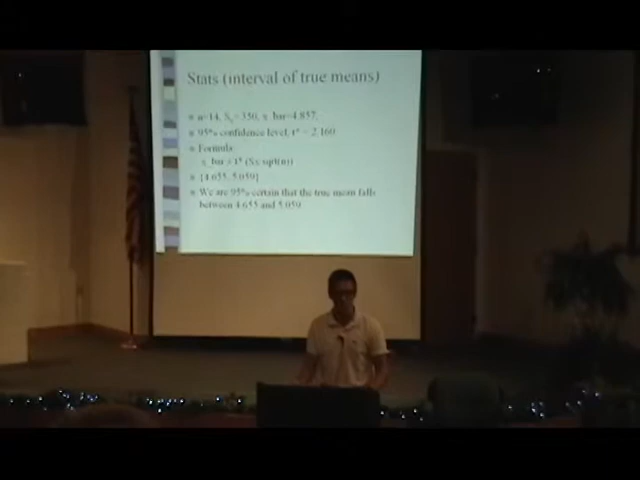 Stats (interval of true means)
n=14, Sx=.350, x_bar=4.857,
95% confidence level, t* = 2.160
Formula
x_bar ± t* (Sx/sqrt(n))
[4.655, 5.059]
We are 95% certain that the true mean falls
between 4.655 and 5.059